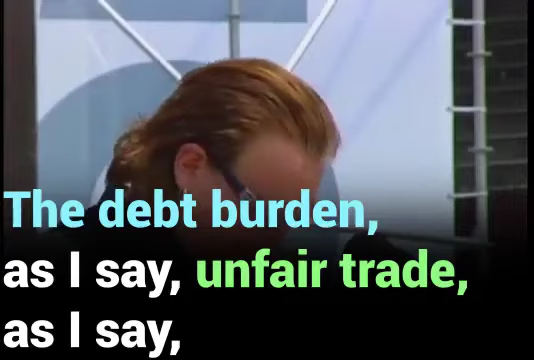 The debt burden,
as I say, unfair trade,
as I say,